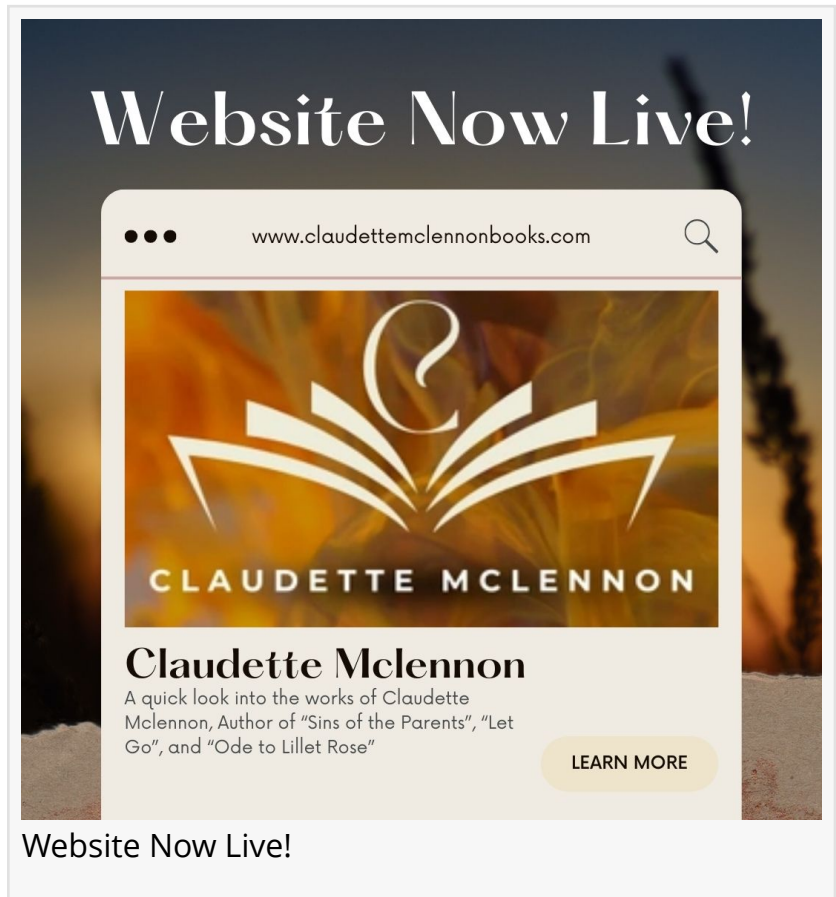 Website Now Live!
www.claudettemclennonbooks.com
C
CLAUDETTE MCLENNON
Claudette Mclennon
A quick look into the works of Claudette
Mclennon, Author of “Sins of the Parents”, “Let
Go”, and “Ode to Lillet Rose”
LEARN MORE
Website Now Live!